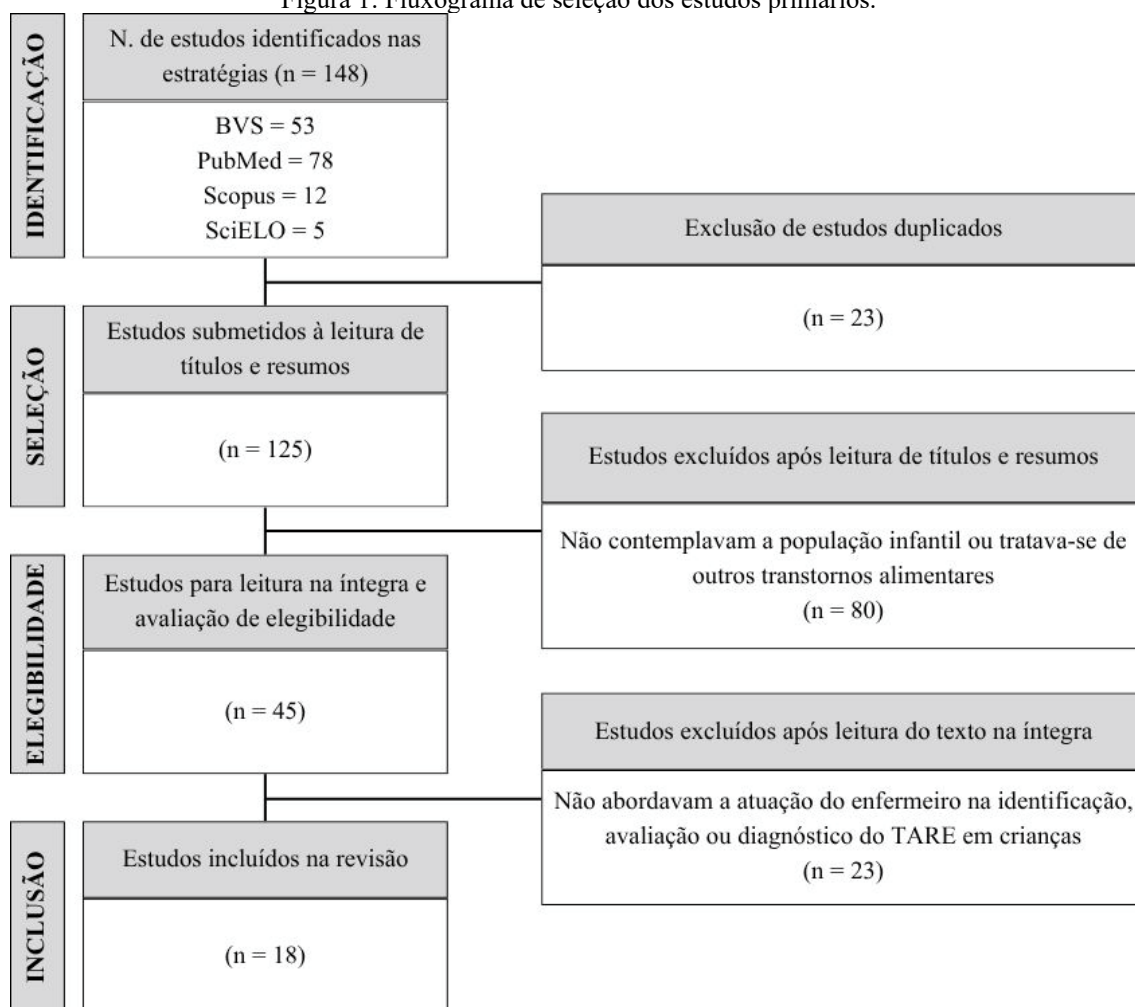 Figura 1. Fluxograma de seleção dos estudos primários.
IDENTIFICAÇÃO
N. de estudos identificados nas
estratégias (n = 148)
BVS = 53
PubMed = 78
Scopus = 12
SciELO = 5
Exclusão de estudos duplicados
(n = 23)
SELEÇÃO
Estudos submetidos à leitura de
títulos e resumos
(n = 125)
Estudos excluídos após leitura de títulos e resumos
Não contemplavam a população infantil ou tratava-se de
outros transtornos alimentares
(n = 80)
ELEGIBILIDADE
Estudos para leitura na íntegra e
avaliação de elegibilidade
(n = 45)
Estudos excluídos após leitura do texto na íntegra
Não abordavam a atuação do enfermeiro na identificação,
avaliação ou diagnóstico do TARE em crianças
(n = 23)
INCLUSÃO
Estudos incluídos na revisão
(n = 18)